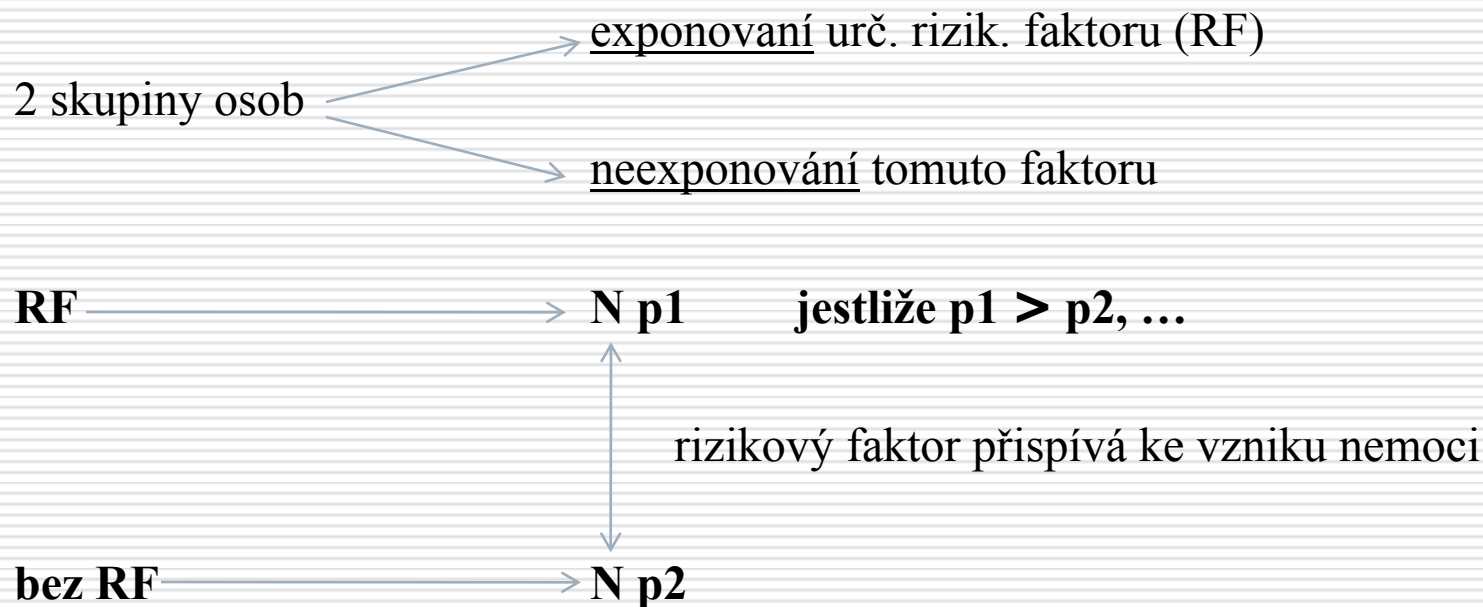 exponovaní urč. rizik. faktoru (RF)
2 skupiny osob
neexponování tomuto faktoru
RF N p1 jestliže p1 > p2, …
rizikový faktor přispívá ke vzniku nemoci
bez RF N p2